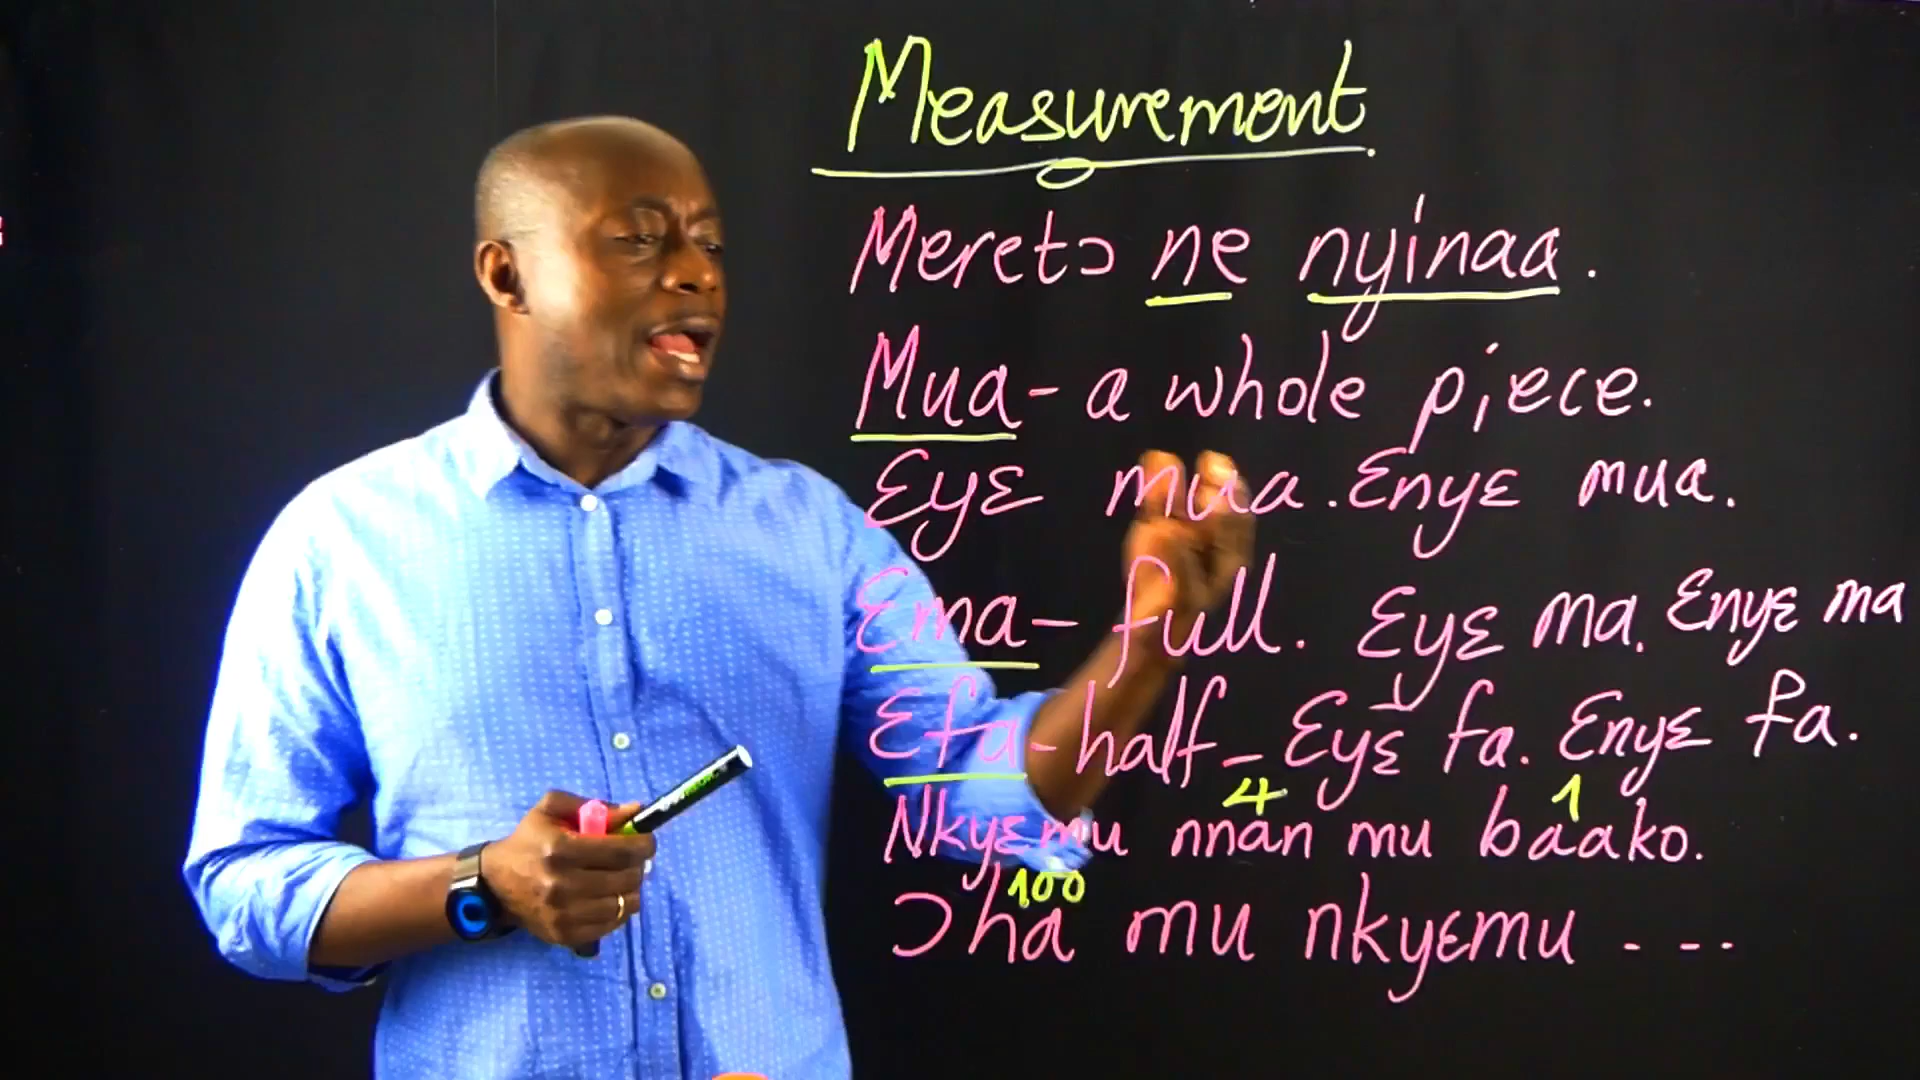 Measurement.
Meretɔ ne nyinaa.
Mua - a whole piece.
Ɛyɛ mua. Ɛnyɛ mua.
Ɛma - full. Ɛyɛ ma. Ɛnyɛ ma
Ɛfa - half - Ɛyɛ fa. Ɛnyɛ fa.
4 1
Nkyɛmu nnan mu baako.
100
Ɔha mu nkyɛmu - - -